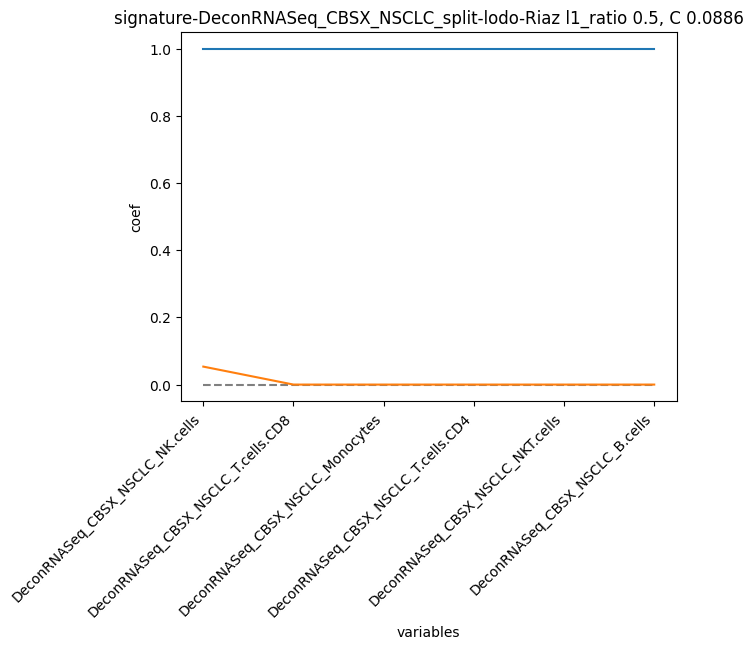 signature-DeconRNASeq_CBSX_NSCLC_split-lodo-Riaz l1_ratio 0.5, C 0.0886
1.0
0.8
0.6
0.4
0.2
0.0
coef
DeconRNASeq_CBSX_NSCLC_NK.cells
DeconRNASeq_CBSX_NSCLC_T.cells.CD8
DeconRNASeq_CBSX_NSCLC_Monocytes
DeconRNASeq_CBSX_NSCLC_T.cells.CD4
DeconRNASeq_CBSX_NSCLC_NKT.cells
DeconRNASeq_CBSX_NSCLC_B.cells
variables